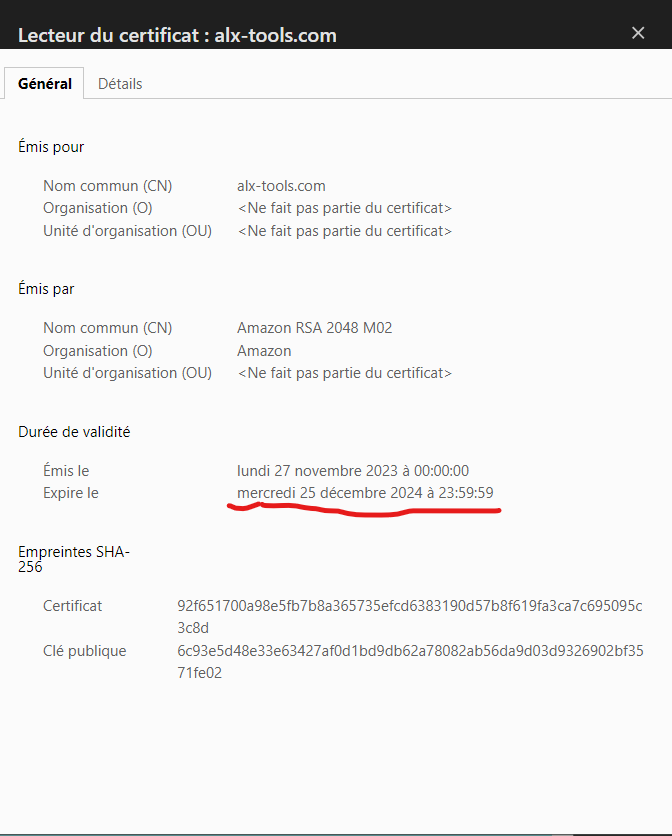 Lecteur du certificat : alx-tools.com
Général Détails
Émis pour
Nom commun (CN) alx-tools.com
Organisation (O) <Ne fait pas partie du certificat>
Unité d'organisation (OU) <Ne fait pas partie du certificat>
Émis par
Nom commun (CN) Amazon RSA 2048 M02
Organisation (O) Amazon
Unité d'organisation (OU) <Ne fait pas partie du certificat>
Durée de validité
Émis le lundi 27 novembre 2023 à 00:00:00
Expire le mercredi 25 décembre 2024 à 23:59:59
Empreintes SHA-
256
Certificat 92f651700a98e5fb7b8a365735efcd6383190d57b8f619fa3ca7c695095c
3c8d
Clé publique 6c93e5d48e33e63427af0d1bd9db62a78082ab56da9d03d9326902bf35
71fe02